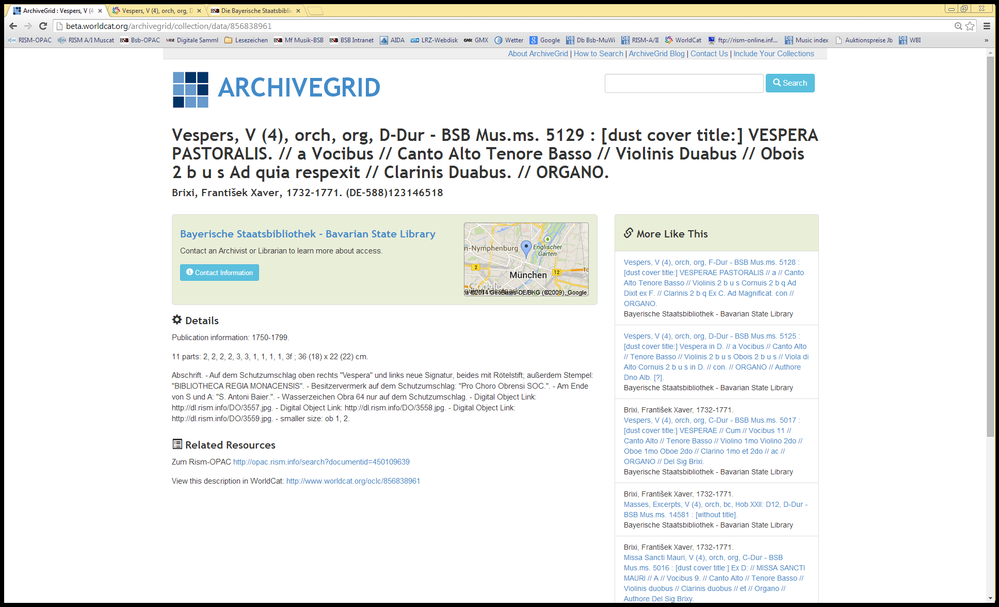 ArchiveGrid : Vespers, V (4
Vespers, V (4), orch, org, D
Die Bayerische Staatsbiblio
beta.worldcat.org/archivegrid/collection/data/856838961
RISM-OPAC RISM A/I Muscat BSB Bsb-OPAC MDZ Digitale Samml Lesezeichen BSB Mf Musik-BSB BSB BSB Intranet AIDA LRZ-Webdisk GMX GMX Wetter Google Db Bsb-MuWi RISM-A/II WorldCat ftp://rism-online.inf... Music index Auktionspreise Jb WBI »
About ArchiveGrid | How to Search | ArchiveGrid Blog | Contact Us | Include Your Collections
ARCHIVEGRID
Search
Vespers, V (4), orch, org, D-Dur - BSB Mus.ms. 5129 : [dust cover title:] VESPERA
PASTORALIS. // a Vocibus // Canto Alto Tenore Basso // Violinis Duabus // Obois
2 b u s Ad quia respexit // Clarinis Duabus. // ORGANO.
Brixi, František Xaver, 1732-1771. (DE-588)123146518
Bayerische Staatsbibliothek - Bavarian State Library
Contact an Archivist or Librarian to learn more about access.
Contact Information
n-Nymphenburg
Englischer
Garten
2
12
München
Google
a ©2014 GeoBasis-DE/BKG (©2009), Google
Details
Publication information: 1750-1799.
11 parts: 2, 2, 2, 2, 3, 3, 1, 1, 1, 1, 3f ; 36 (18) x 22 (22) cm.
Abschrift. - Auf dem Schutzumschlag oben rechts "Vespera" und links neue Signatur, beides mit Rötelstift; außerdem Stempel:
"BIBLIOTHECA REGIA MONACENSIS". - Besitzervermerk auf dem Schutzumschlag: "Pro Choro Obrensi SOC.". - Am Ende
von S und A: "S. Antoni Baier.". - Wasserzeichen Obra 64 nur auf dem Schutzumschlag. - Digital Object Link:
http://dl.rism.info/DO/3557.jpg. - Digital Object Link: http://dl.rism.info/DO/3558.jpg. - Digital Object Link:
http://dl.rism.info/DO/3559.jpg. - smaller size: ob 1, 2.
Related Resources
Zum Rism-OPAC http://opac.rism.info/search?documentid=450109639
View this description in WorldCat: http://www.worldcat.org/oclc/856838961
More Like This
Vespers, V (4), orch, org, F-Dur - BSB Mus.ms. 5128 :
[dust cover title:] VESPERAE PASTORALIS // a // Canto
Alto Tenore Basso // Violinis 2 b u s Cornuis 2 b q Ad
Dixit ex F. // Clarinis 2 b q Ex C. Ad Magnificat. con //
ORGANO.
Bayerische Staatsbibliothek - Bavarian State Library
Vespers, V (4), orch, org, D-Dur - BSB Mus.ms. 5125 :
[dust cover title:] Vespera in D. // a Vocibus // Canto Alto
// Tenore Basso // Violinis 2 b u s Obois 2 b u s // Viola di
Alto Cornuis 2 b u s in D. // con. // ORGANO // Authore
Dno Alb. [?].
Bayerische Staatsbibliothek - Bavarian State Library
Brixi, František Xaver, 1732-1771.
Vespers, V (4), orch, org, C-Dur - BSB Mus.ms. 5017 :
[dust cover title:] VESPERAE // Cum // Vocibus 11 //
Canto Alto // Tenore Basso // Violino 1mo Violino 2do //
Oboe 1mo Oboe 2do // Clarino 1mo et 2do // ac //
ORGANO // Del Sig Brixi.
Bayerische Staatsbibliothek - Bavarian State Library
Brixi, František Xaver, 1732-1771.
Masses, Excerpts, V (4), orch, bc, Hob XXII: D12, D-Dur -
BSB Mus.ms. 14581 : [without title].
Bayerische Staatsbibliothek - Bavarian State Library
Brixi, František Xaver, 1732-1771.
Missa Sancti Mauri, V (4), orch, org, C-Dur - BSB
Mus.ms. 5016 : [dust cover title:] Ex D: // MISSA SANCTI
MAURI // A // Vocibus 9. // Canto Alto // Tenore Basso //
Violinis duobus // Clarinis duobus // et // Organo //
Authore Del Sig Brixy.